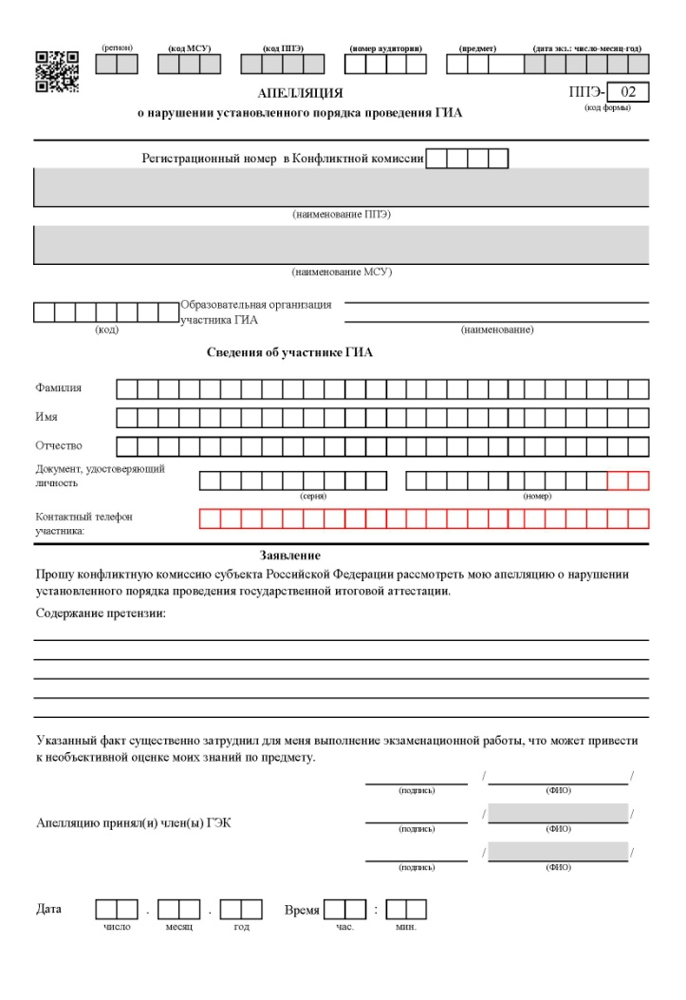 (регион) (код МСУ) (код ППЭ) (номер аудитории) (предмет) (дата экз.: число-месяц-год)
АПЕЛЛЯЦИЯ
ППЭ- 02
(код формы)
о нарушении установленного порядка проведения ГИА
Регистрационный номер в Конфликтной комиссии
(наименование ППЭ)
(наименование МСУ)
Образовательная организация
участника ГИА
(код) (наименование)
Сведения об участнике ГИА
Фамилия
Имя
Отчество
Документ, удостоверяющий
личность
(серия) (номер)
Контактный телефон
участника:
Заявление
Прошу конфликтную комиссию субъекта Российской Федерации рассмотреть мою апелляцию о нарушении
установленного порядка проведения государственной итоговой аттестации.
Содержание претензии:
Указанный факт существенно затруднил для меня выполнение экзаменационной работы, что может привести
к необъективной оценке моих знаний по предмету.
/ /
(подпись) (ФИО)
Апелляцию принял(и) член(ы) ГЭК / /
(подпись) (ФИО)
/ /
(подпись) (ФИО)
Дата . . Время :
число месяц год час. мин.